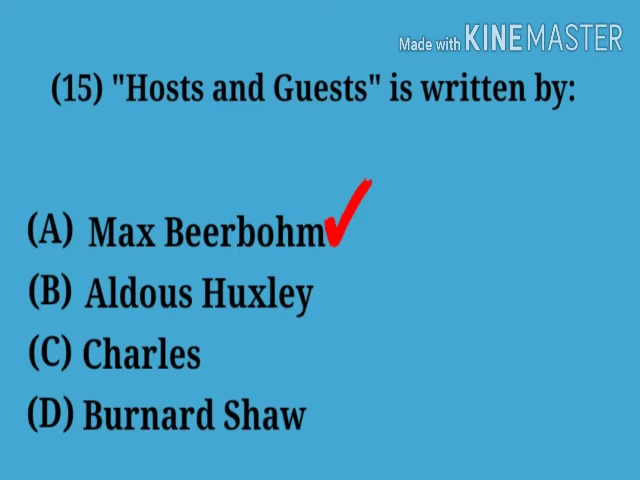 Made with KINEMASTER
(15) "Hosts and Guests" is written by:
(A) Max Beerbohm
(B) Aldous Huxley
(C) Charles
(D) Burnard Shaw